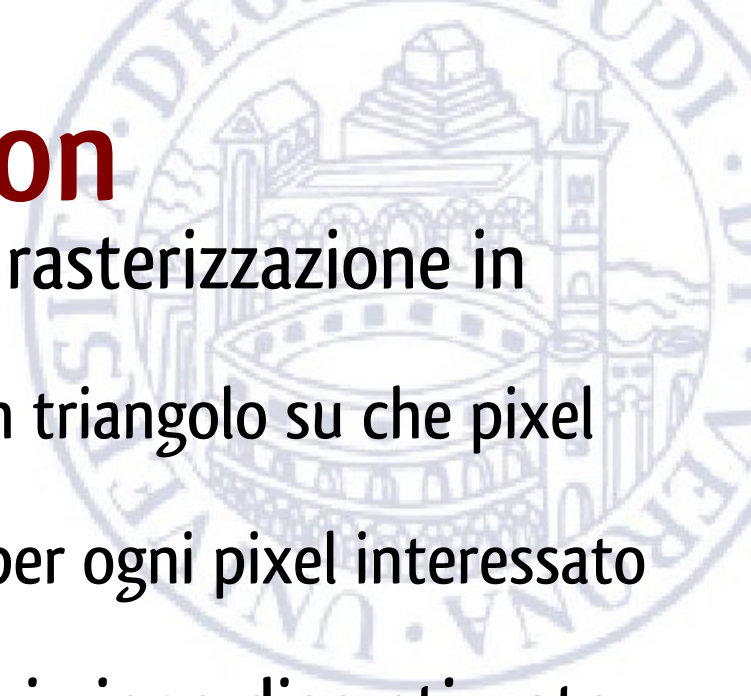 on
rasterizzazione in
triangolo su che pixel
per ogni pixel interessato